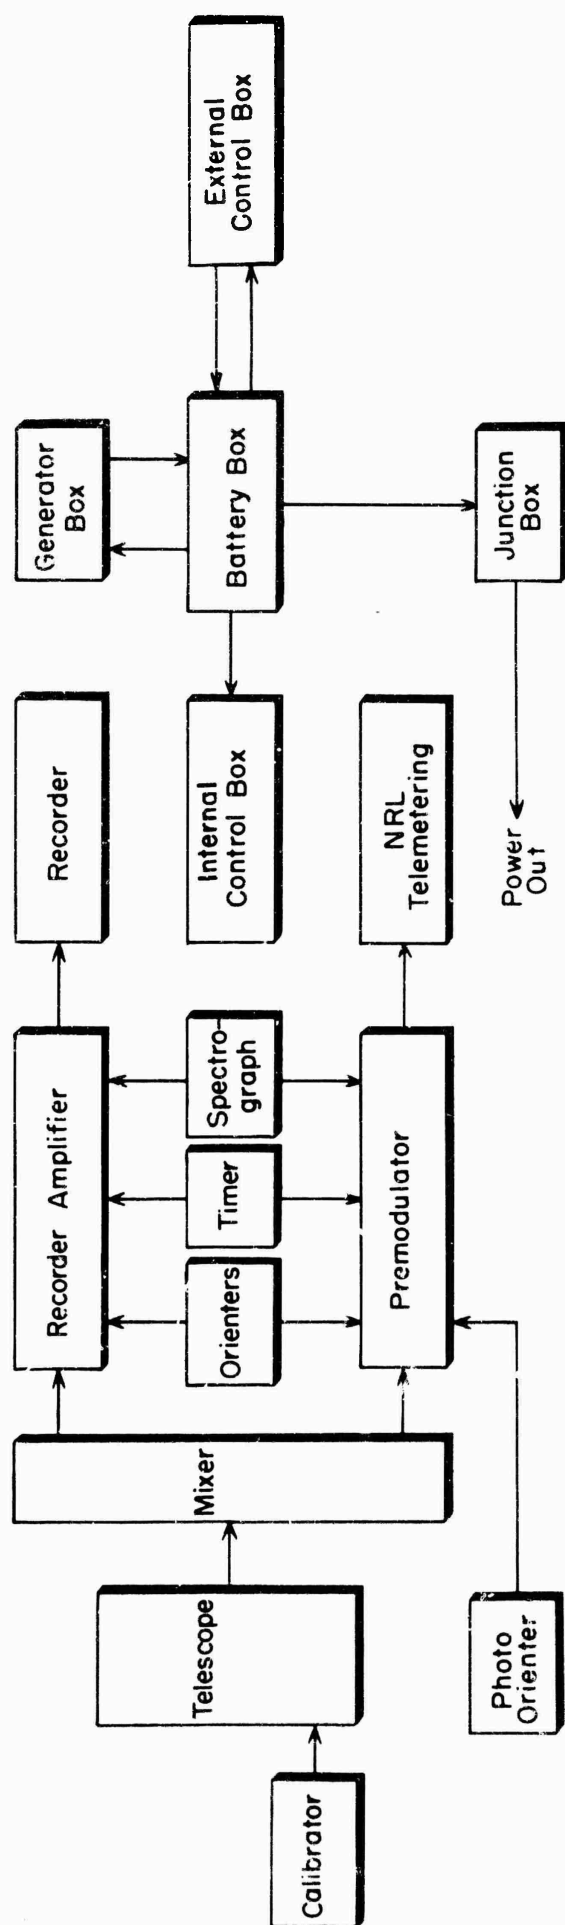 Calibrator
Telescope
Photo
Orienter
Mixer
Recorder Amplifier
Orienters
Timer
Spectro-
graph
Premodulator
Recorder
Internal
Control Box
NRL
Telemetering
Generator
Box
Battery Box
Junction
Box
Power
Out
External
Control Box